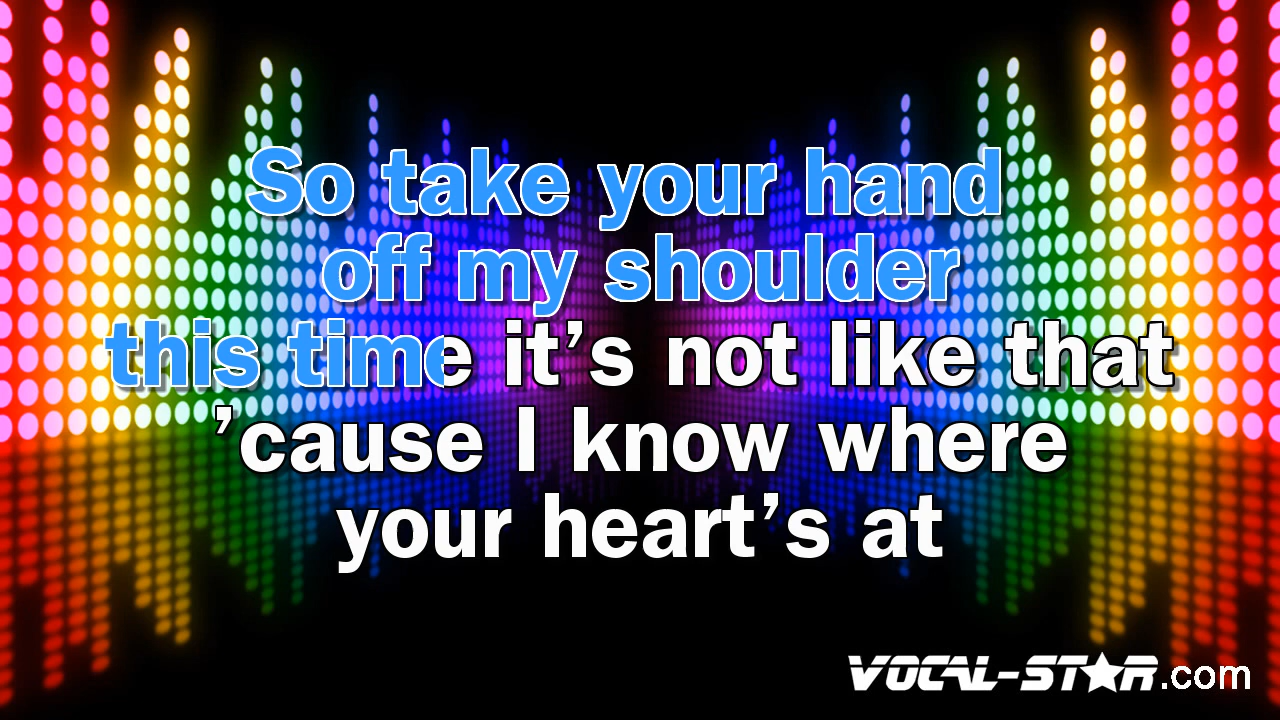 So take your hand
off my shoulder
this time it’s not like that
’cause I know where
your heart’s at
VOCAL-STAR.com